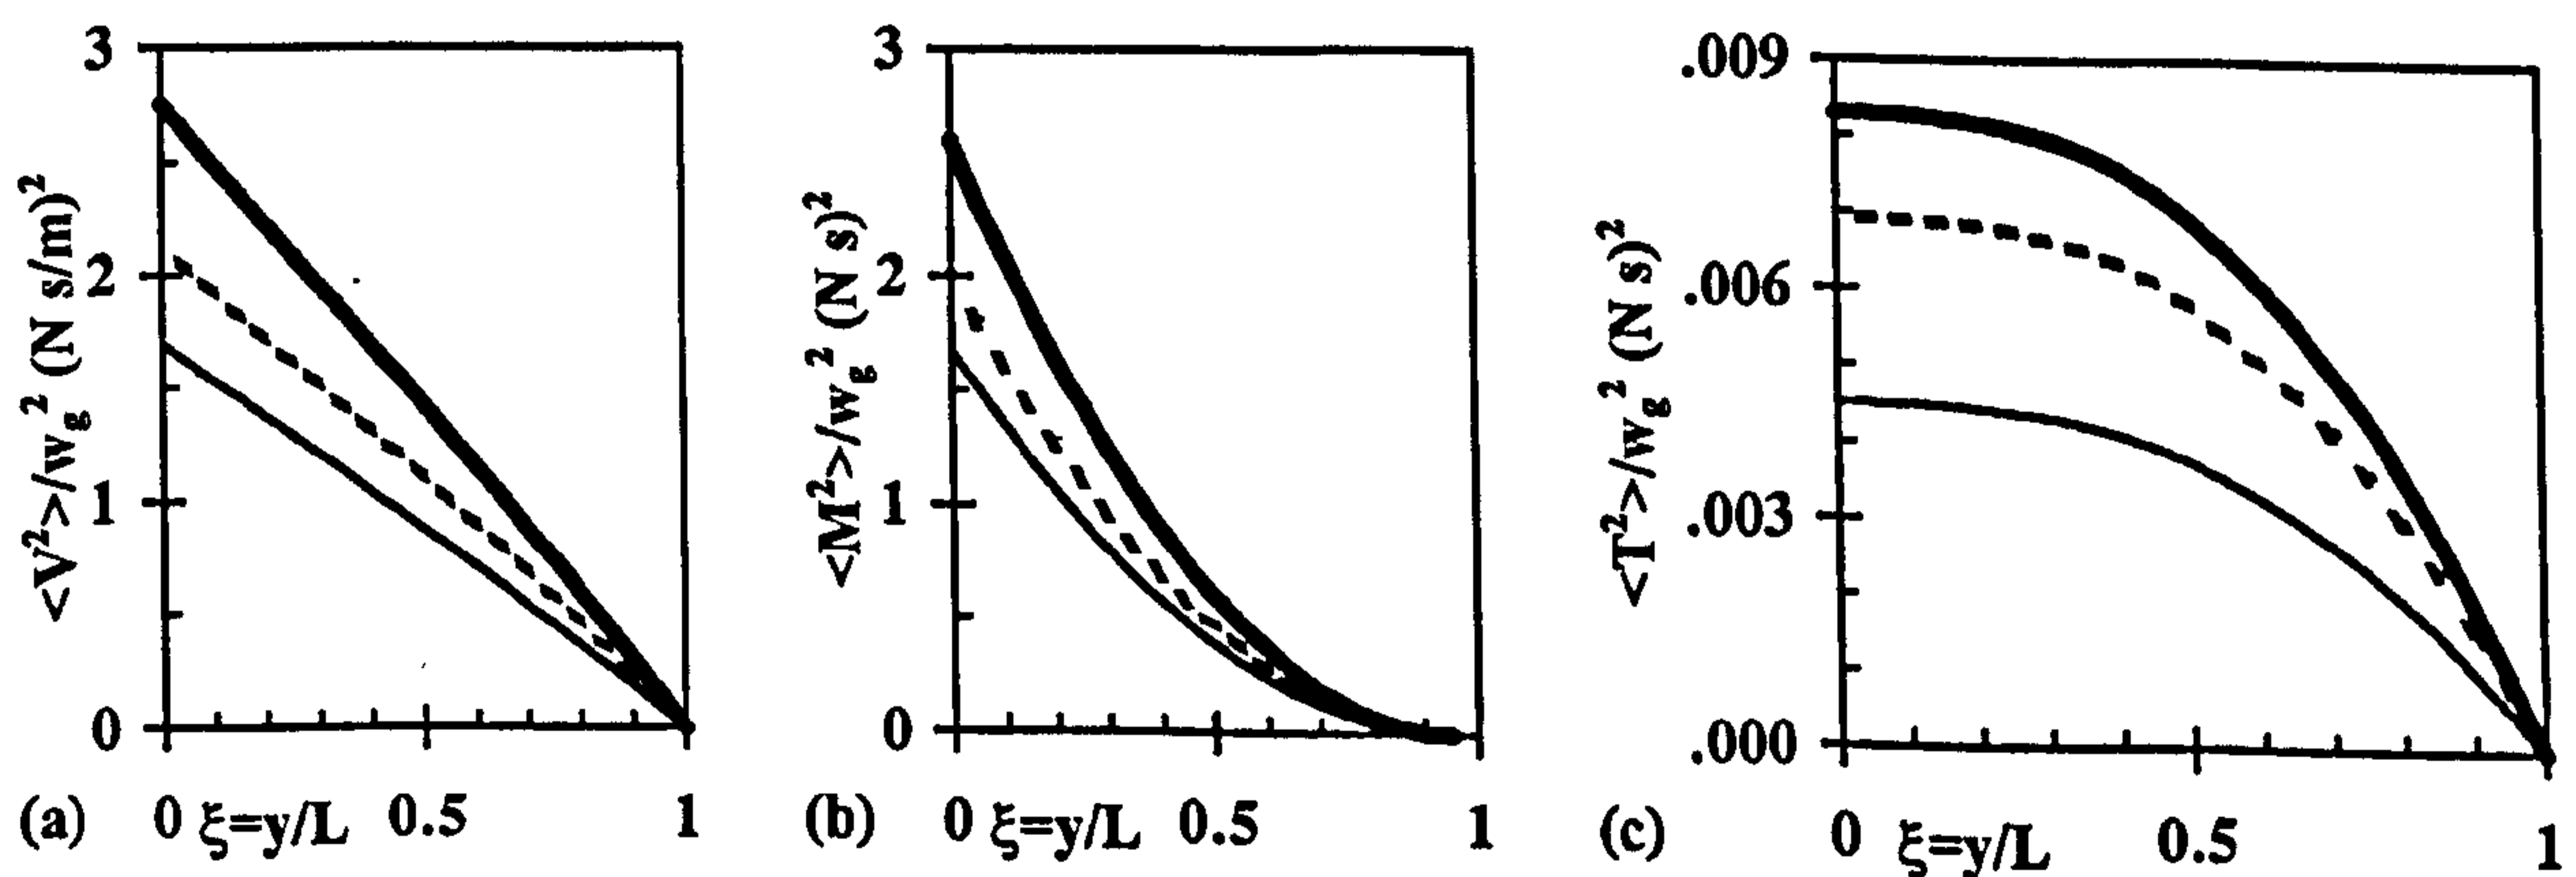 3
2
1
0
<V²>/w_g² (N s/m)²
(a) 0 ξ=y/L 0.5 1
3
2
1
0
<M²>/w_g² (N s)²
(b) 0 ξ=y/L 0.5 1
.009
.006
.003
.000
<T²>/w_g² (N s)²
(c) 0 ξ=y/L 0.5 1